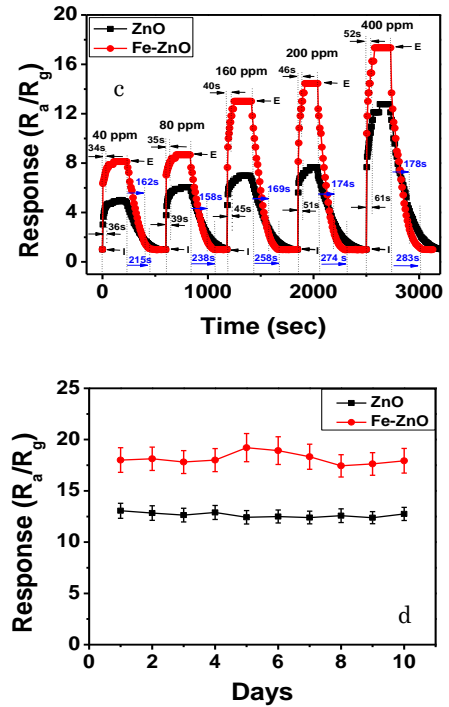 ZnO
Fe-ZnO
c
Response (Ra/Rg)
20
16
12
8
4
0
40 ppm
80 ppm
160 ppm
200 ppm
400 ppm
34s
35s
40s
46s
52s
E
E
E
E
E
162s
158s
169s
174s
178s
36s
39s
45s
51s
61s
I
I
I
I
I
215s
238s
258s
274 s
283s
0
1000
2000
3000
Time (sec)
ZnO
Fe-ZnO
Response (Ra/Rg)
25
20
15
10
5
0
d
0
2
4
6
8
10
Days